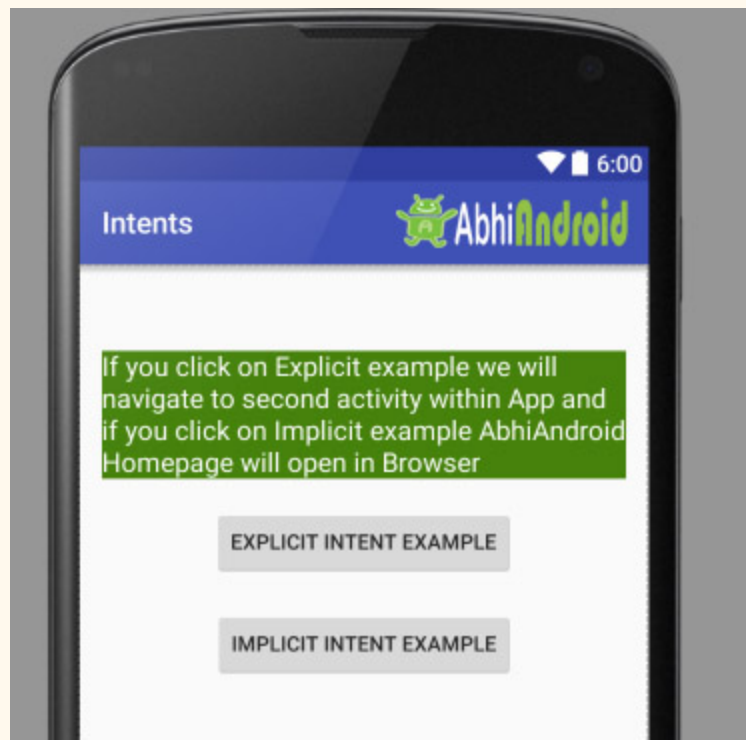 6:00
Intents
AbhiAndroid
If you click on Explicit example we will
navigate to second activity within App and
if you click on Implicit example AbhiAndroid
Homepage will open in Browser
EXPLICIT INTENT EXAMPLE
IMPLICIT INTENT EXAMPLE